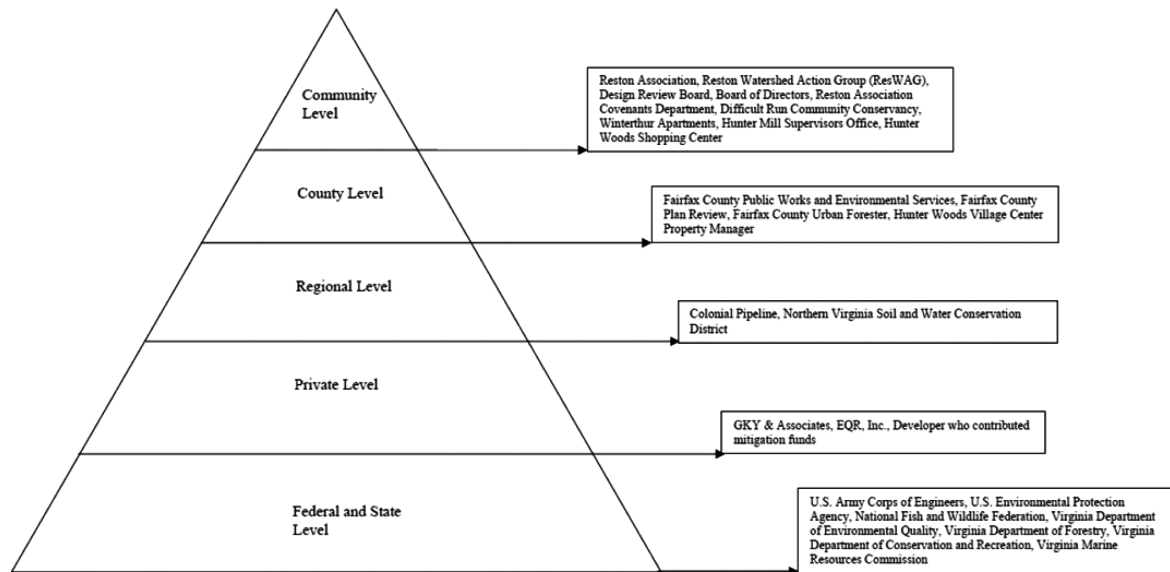 Community
Level
Reston Association, Reston Watershed Action Group (ResWAG),
Design Review Board, Board of Directors, Reston Association
Covenants Department, Difficult Run Community Conservancy,
Winterthur Apartments, Hunter Mill Supervisors Office, Hunter
Woods Shopping Center
County Level
Fairfax County Public Works and Environmental Services, Fairfax County
Plan Review, Fairfax County Urban Forester, Hunter Woods Village Center
Property Manager
Regional Level
Colonial Pipeline, Northern Virginia Soil and Water Conservation
District
Private Level
GKY & Associates, EQR, Inc., Developer who contributed
mitigation funds
Federal and State
Level
U.S. Army Corps of Engineers, U.S. Environmental Protection
Agency, National Fish and Wildlife Federation, Virginia Department
of Environmental Quality, Virginia Department of Forestry, Virginia
Department of Conservation and Recreation, Virginia Marine
Resources Commission